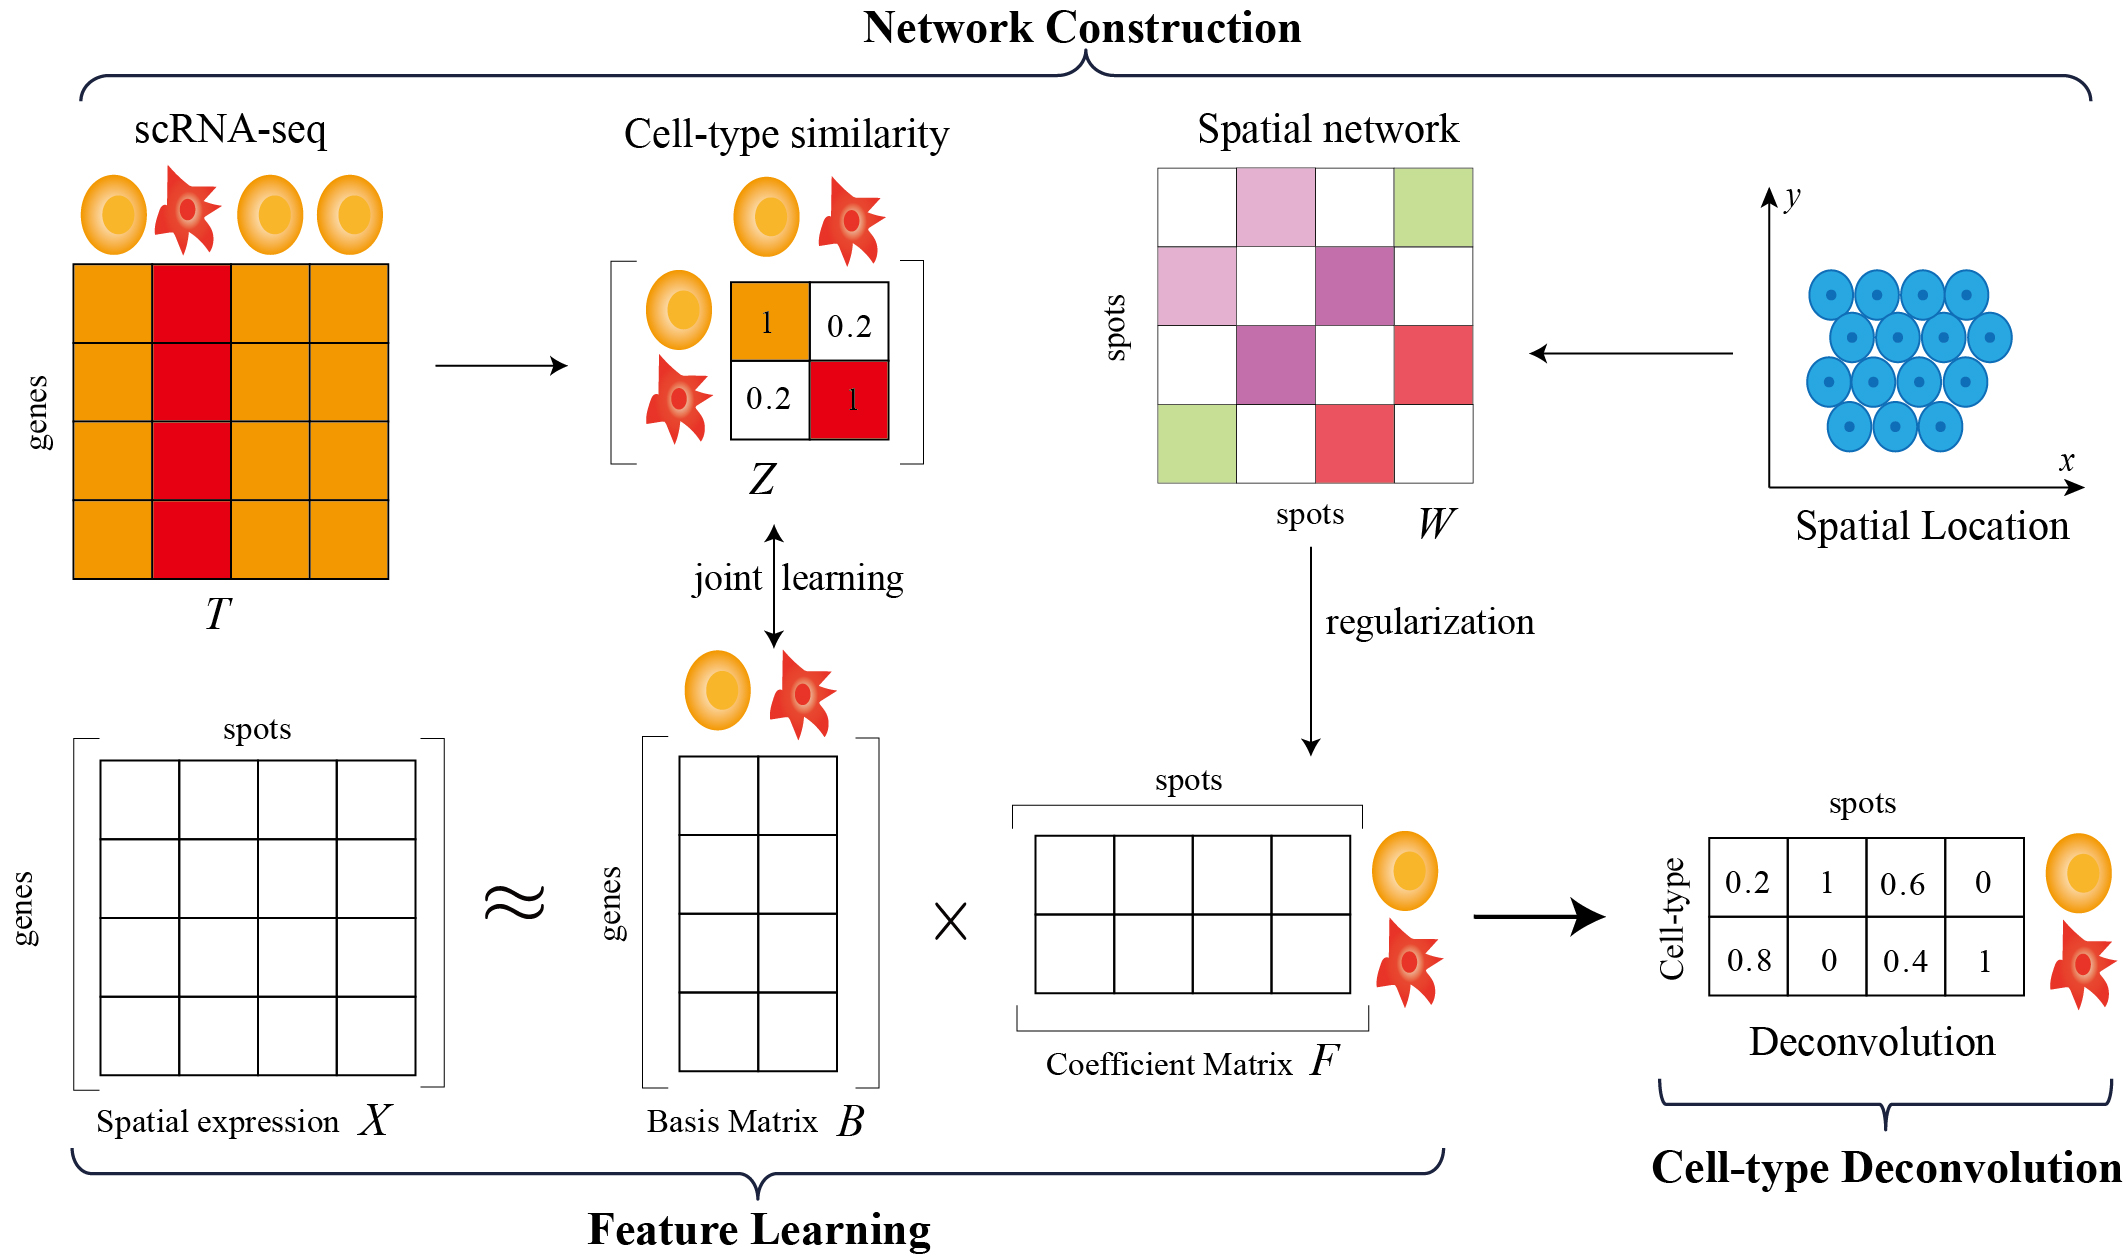 Network Construction
scRNA-seq
Cell-type similarity
Spatial network
y
1 0.2
genes
spots
0.2 1
x
Z
spots W
Spatial Location
T
joint learning
regularization
spots
spots
spots
genes
genes
Cell-type
0.2 1 0.6 0
≈
×
0.8 0 0.4 1
Deconvolution
Coefficient Matrix F
Spatial expression X
Basis Matrix B
Cell-type Deconvolution
Feature Learning